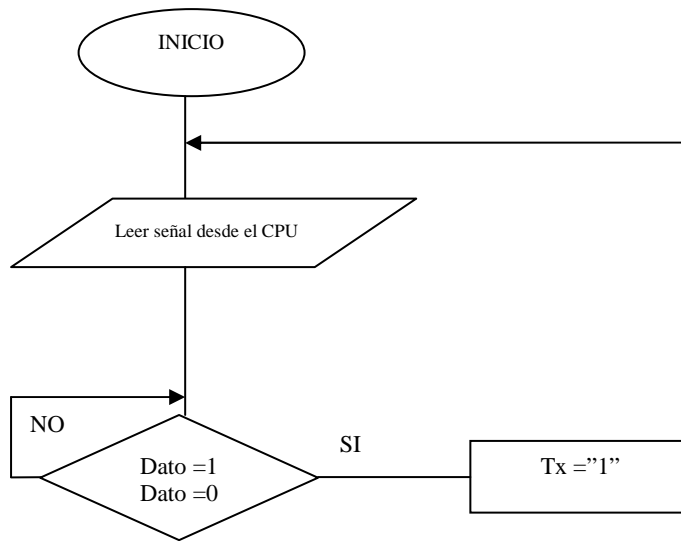 INICIO
Leer señal desde el CPU
NO
SI
Dato =1
Dato =0
Tx =”1”